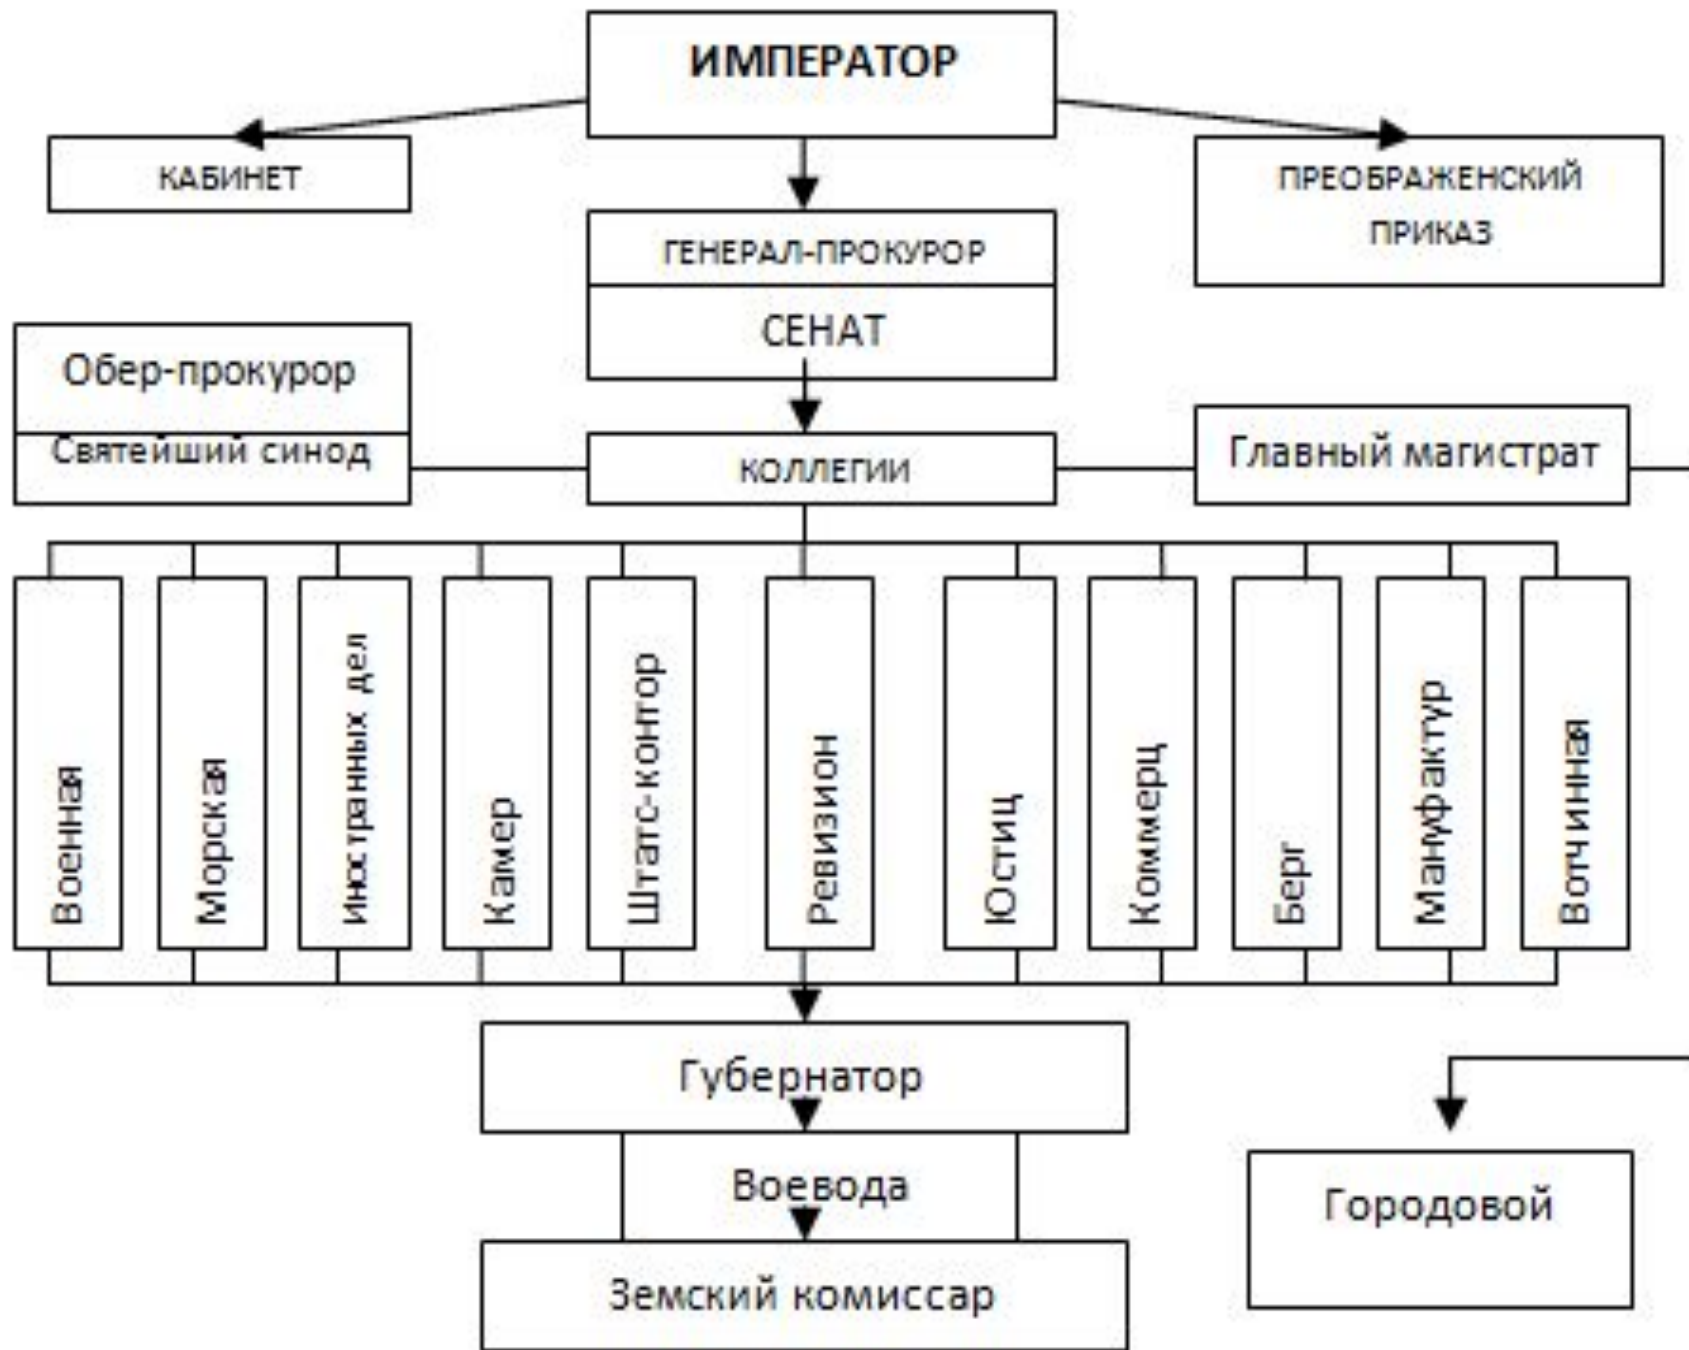 ИМПЕРАТОР
КАБИНЕТ
ПРЕОБРАЖЕНСКИЙ
ПРИКАЗ
ГЕНЕРАЛ-ПРОКУРОР
СЕНАТ
Обер-прокурор
Святейший синод
КОЛЛЕГИИ
Главный магистрат
Военная
Морская
Иностранных дел
Камер
Штатс-контор
Ревизион
Юстиц
Коммерц
Берг
Мануфактур
Вотчинная
Губернатор
Воевода
Земский комиссар
Городовой